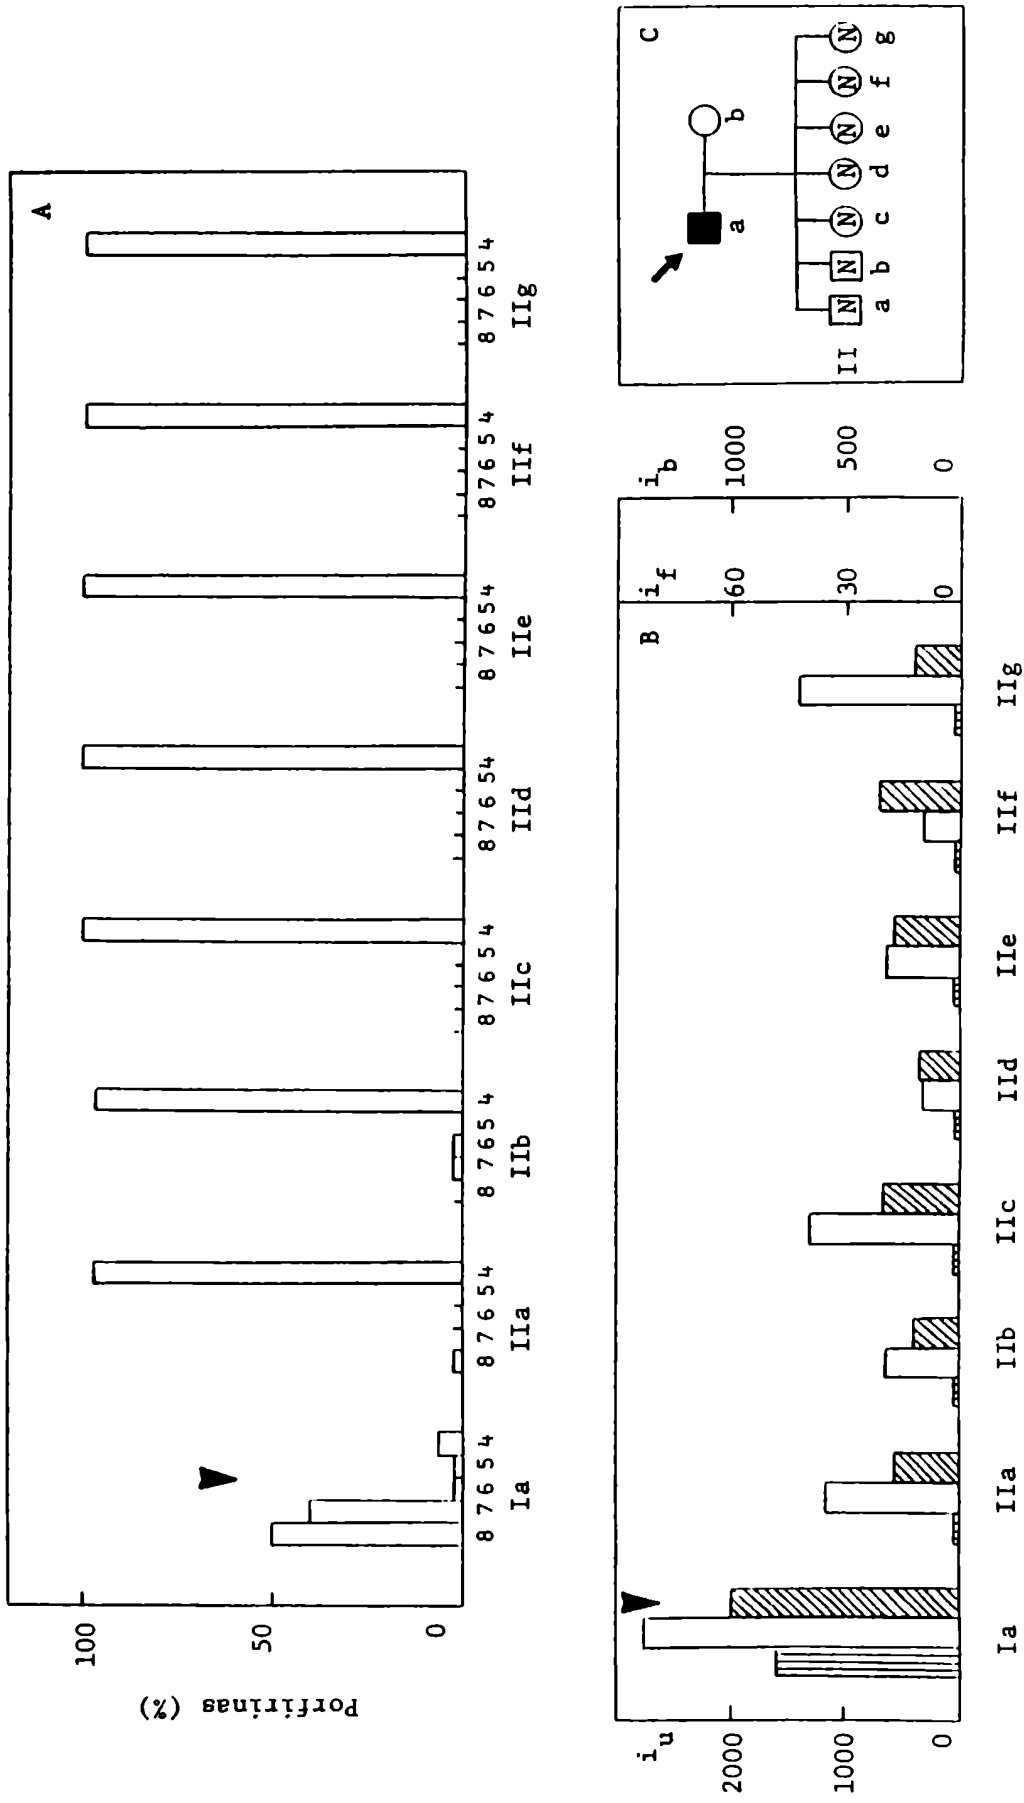 A
Porfirinas (%)
100
50
0
8 7 6 5 4
8 7 6 5 4
8 7 6 5 4
8 7 6 5 4
8 7 6 5 4
8 7 6 5 4
8 7 6 5 4
8 7 6 5 4
Ia IIa IIb IIc IId IIe IIf IIg
B
iu
2000
1000
0
if
60
30
0
ib
1000
500
0
Ia IIa IIb IIc IId IIe IIf IIg
C
a b
II
N N N N N N N
a b c d e f g